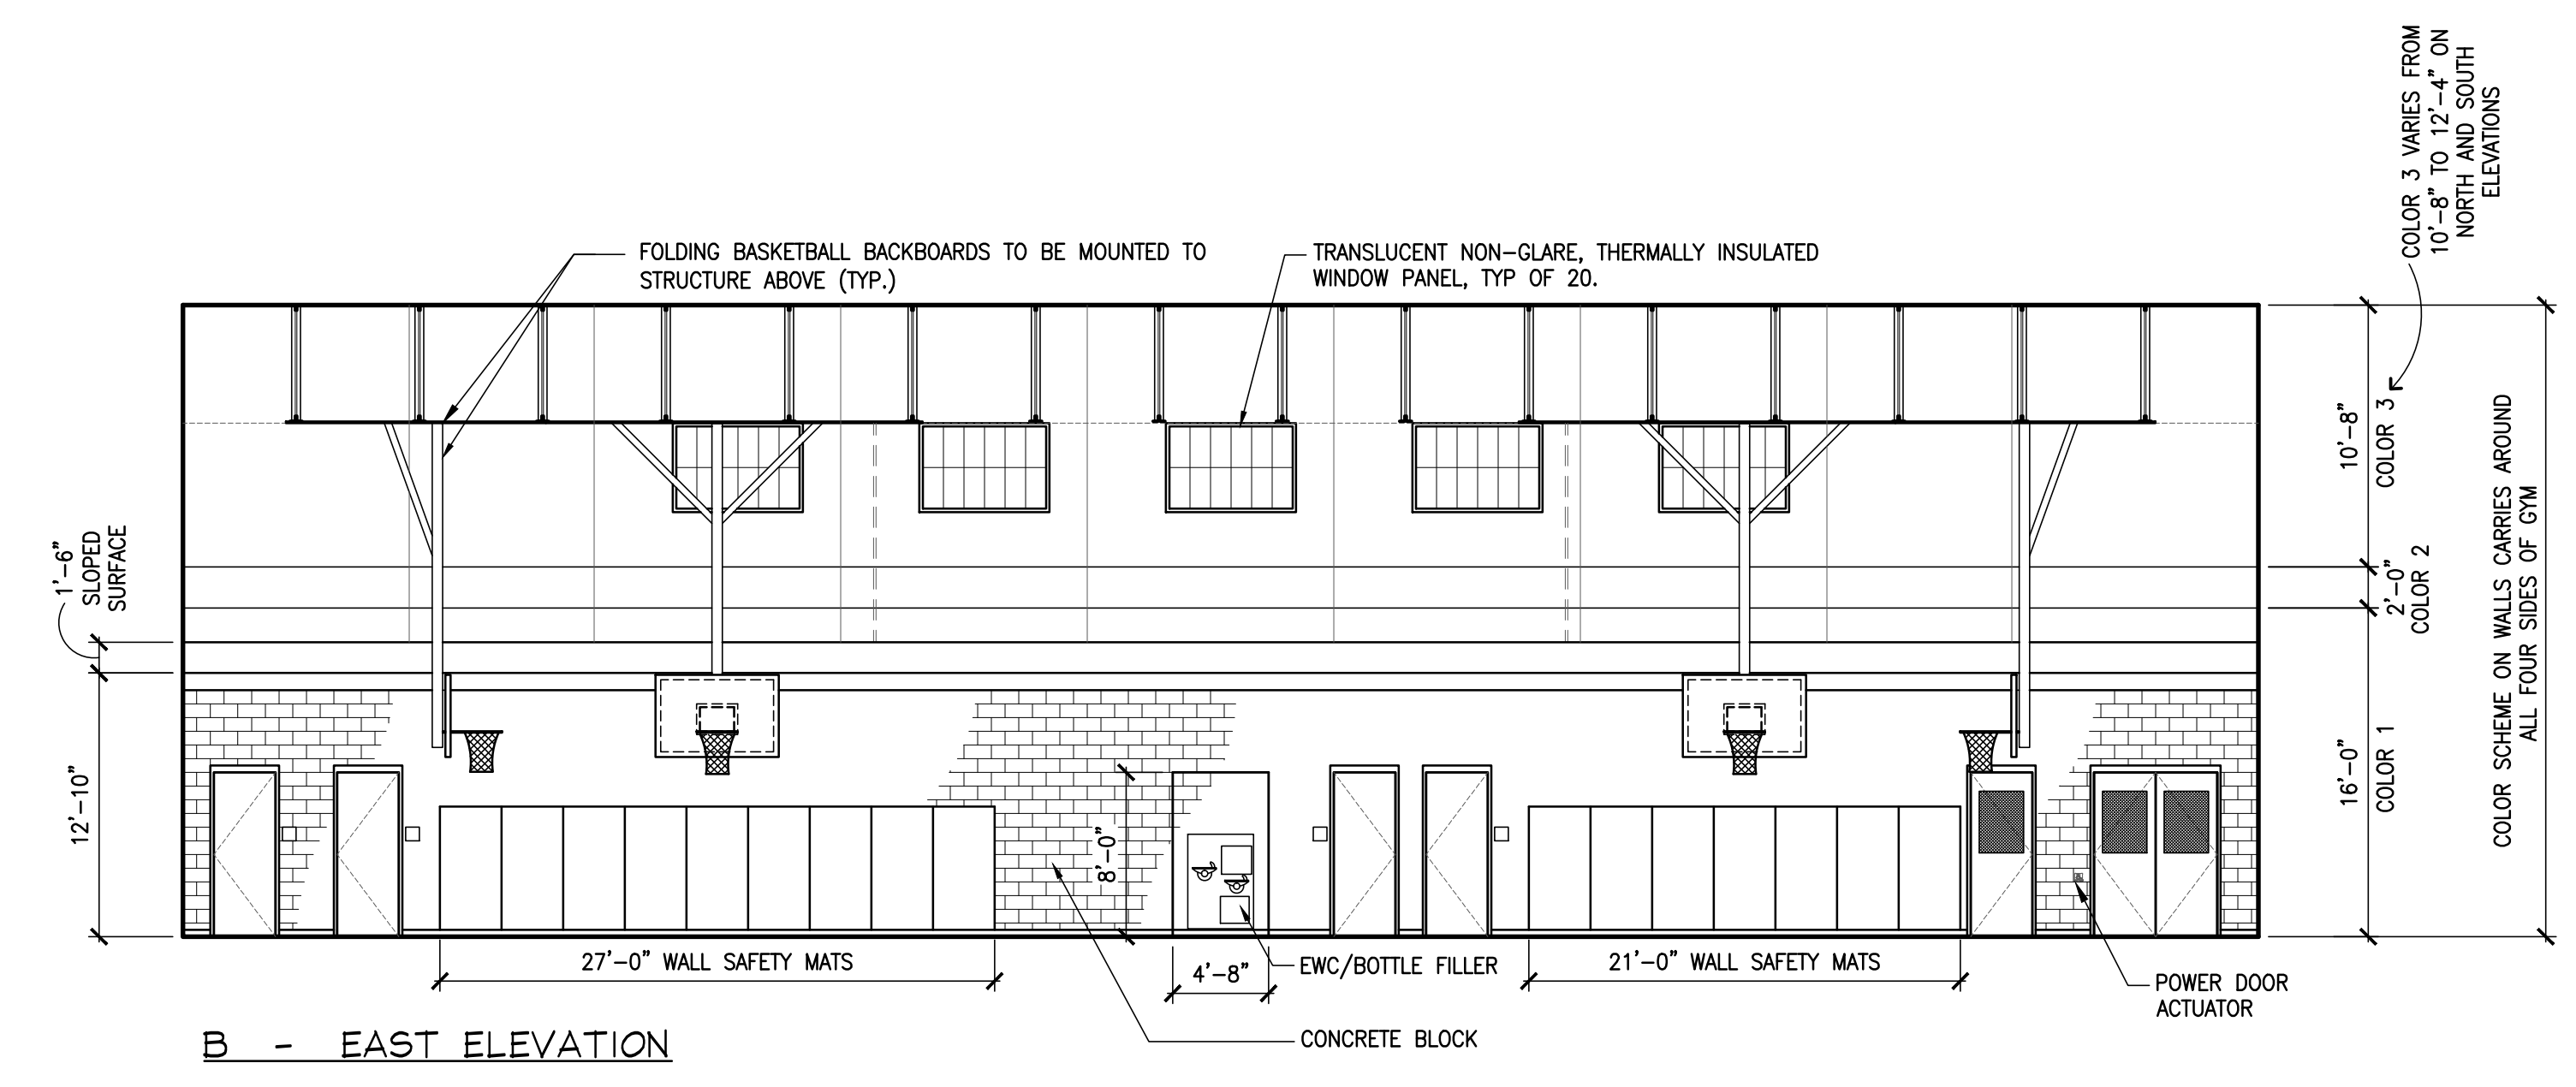 COLOR 3 VARIES FROM
10'-8" TO 12'-4" ON
NORTH AND SOUTH
ELEVATIONS
FOLDING BASKETBALL BACKBOARDS TO BE MOUNTED TO
STRUCTURE ABOVE (TYP.)
TRANSLUCENT NON-GLARE, THERMALLY INSULATED
WINDOW PANEL, TYP OF 20.
1'-6"
SLOPED
SURFACE
12'-10"
10'-8"
COLOR 3
2'-0"
COLOR 2
16'-0"
COLOR 1
COLOR SCHEME ON WALLS CARRIES AROUND
ALL FOUR SIDES OF GYM
8'-0"
27'-0" WALL SAFETY MATS
4'-8"
EWC/BOTTLE FILLER
21'-0" WALL SAFETY MATS
POWER DOOR
ACTUATOR
CONCRETE BLOCK
B - EAST ELEVATION